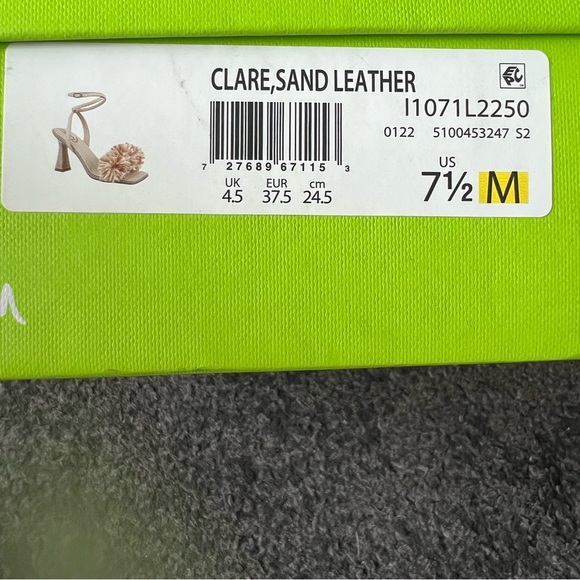 CLARE,SAND LEATHER
I1071L2250
0122 5100453247 S2
7 27689 67115 3
UK EUR cm
4.5 37.5 24.5
US
7½ M